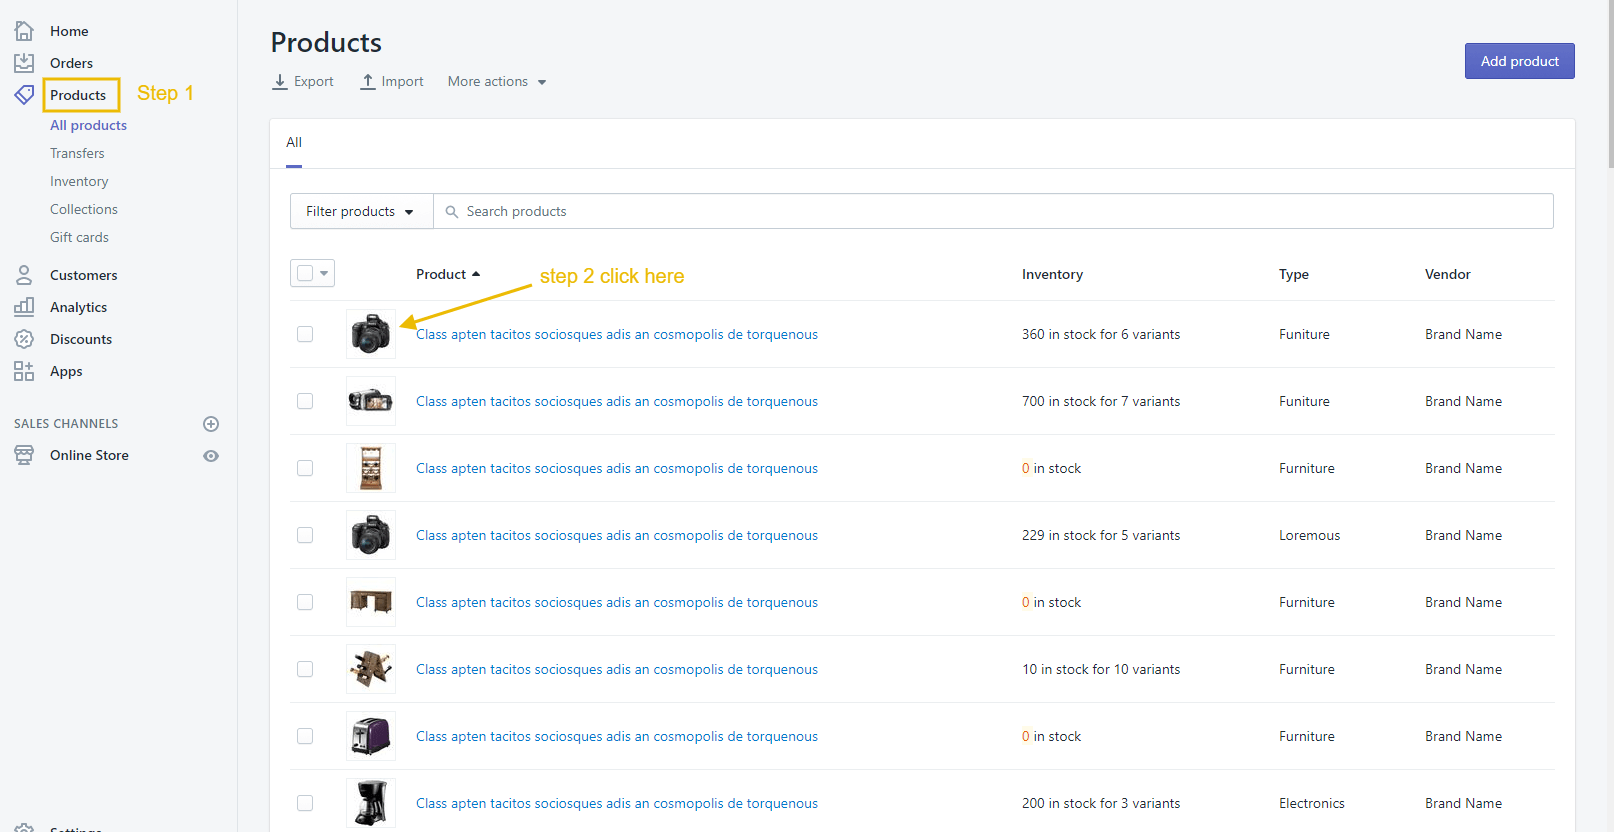 Home
Orders
Products
Step 1
All products
Transfers
Inventory
Collections
Gift cards
Customers
Analytics
Discounts
Apps
SALES CHANNELS
Online Store
Settings
Products
Export Import More actions
Add product
All
Filter products Search products
Product step 2 click here Inventory Type Vendor
Class apten tacitos sociosques adis an cosmopolis de torquenous 360 in stock for 6 variants Funiture Brand Name
Class apten tacitos sociosques adis an cosmopolis de torquenous 700 in stock for 7 variants Funiture Brand Name
Class apten tacitos sociosques adis an cosmopolis de torquenous 0 in stock Furniture Brand Name
Class apten tacitos sociosques adis an cosmopolis de torquenous 229 in stock for 5 variants Loremous Brand Name
Class apten tacitos sociosques adis an cosmopolis de torquenous 0 in stock Furniture Brand Name
Class apten tacitos sociosques adis an cosmopolis de torquenous 10 in stock for 10 variants Furniture Brand Name
Class apten tacitos sociosques adis an cosmopolis de torquenous 0 in stock Furniture Brand Name
Class apten tacitos sociosques adis an cosmopolis de torquenous 200 in stock for 3 variants Electronics Brand Name